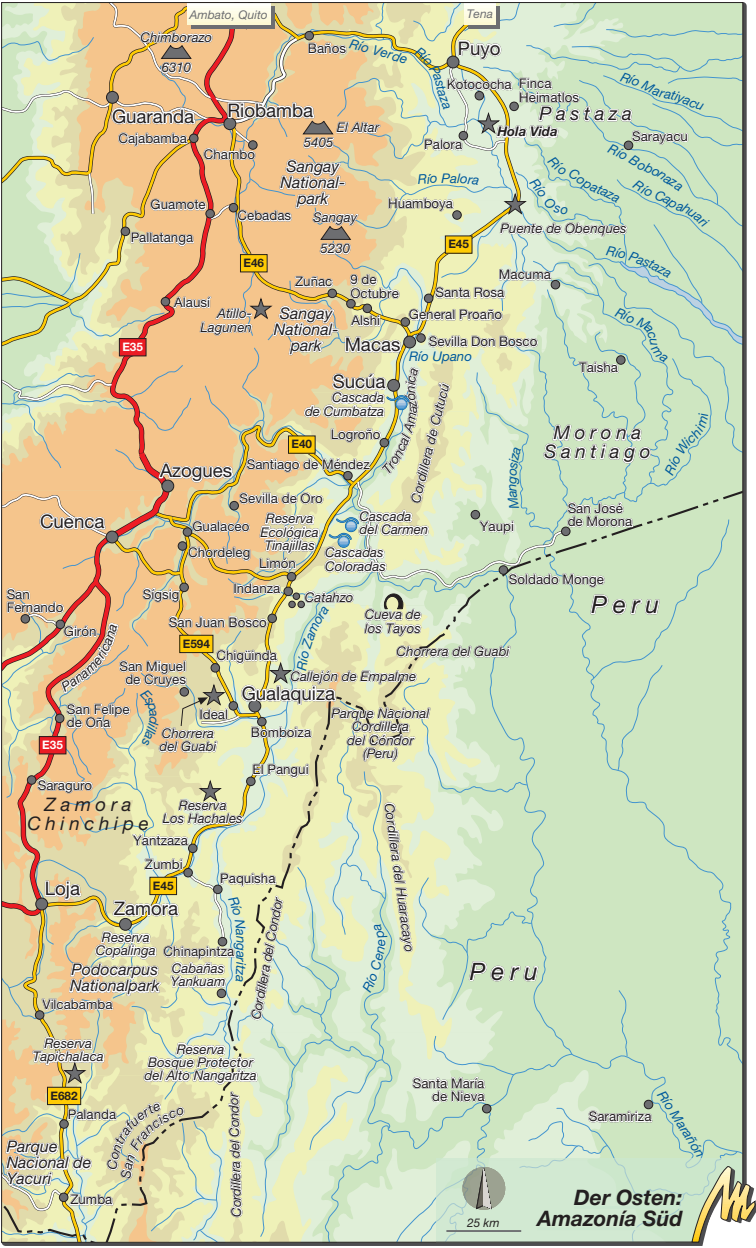 Ambato, Quito
Tena
Chimborazo
6310
Baños
Río Verde
Río Pastaza
Puyo
Kotococha
Finca
Heimatlos
Río Maratiyacu
Guaranda
Riobamba
Cajabamba
Chambo
El Altar
5405
Hola Vida
Pastaza
Palora
Sarayacu
Río Bobonaza
Sangay
National-
park
Río Palora
Río Copataza
Río Capahuari
Río Oso
Guamote
Cebadas
Huamboya
Sangay
5230
Puente de Obenques
Pallatanga
E45
Río Pastaza
E46
Macuma
Zuñac
9 de
Octubre
Santa Rosa
Alausí
Atillo-
Lagunen
Sangay
National-
park
Alshi
General Proaño
Río Macuma
E35
Macas
Sevilla Don Bosco
Río Upano
Taisha
Sucúa
Cascada
de Cumbatza
Troncal Amazonica
Cordillera de Cutucú
Río Wichimi
E40
Logroño
Morona
Santiago
Mangosiza
Azogues
Santiago de Méndez
Sevilla de Oro
Cuenca
Gualaceo
Reserva
Ecológica
Tinajillas
Cascada
del Carmen
Yaupi
San José
de Morona
Chordeleg
Cascadas
Coloradas
Limón
Soldado Monge
Sigsig
Indanza
Catahzo
San
Fernando
Girón
Cueva de
los Tayos
Peru
San Juan Bosco
Río Zamora
Panamericana
E594
Chigüinda
Chorrera del Guabí
San Miguel
de Cruyes
Callejón de Empalme
Gualaquiza
San Felipe
de Oña
Espadillas
Ideal
Parque Nacional
Cordillera
del Cóndor
(Peru)
Chorrera
del Guabí
Bomboiza
E35
El Pangui
Saraguro
Reserva
Los Hachales
Zamora
Chinchipe
Cordillera del Huaracayo
Yantzaza
Zumbi
E45
Paquisha
Loja
Zamora
Río Nangaritza
Cordillera del Condor
Reserva
Copalinga
Chinapintza
Río Ceneda
Podocarpus
Nationalpark
Cabañas
Yankuam
Peru
Vilcabamba
Reserva
Tapichalaca
Reserva
Bosque Protector
del Alto Nangaritza
E682
Santa María
de Nieva
Río Marañón
Palanda
Contrafuerte
San Francisco
Cordillera del Condor
Saramiriza
Parque
Nacional de
Yacuri
Zumba
25 km
Der Osten:
Amazonía Süd